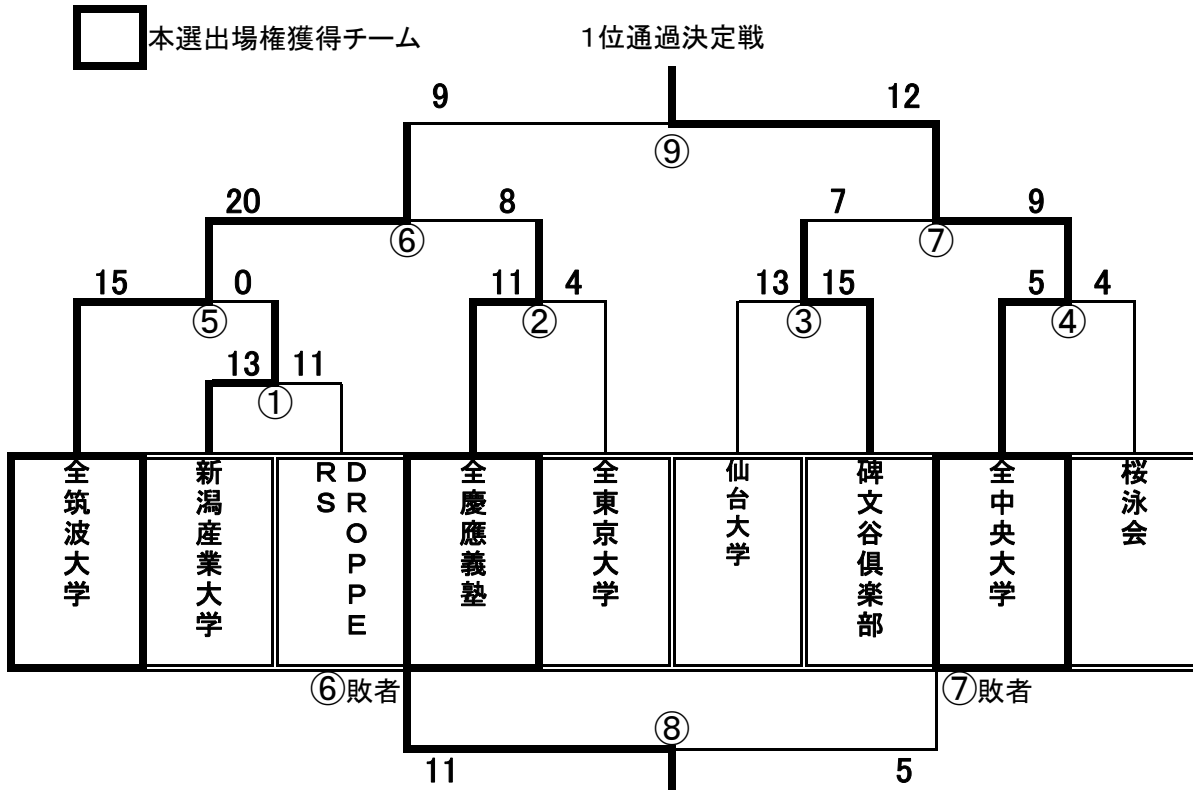 本選出場権獲得チーム
1位通過決定戦
9
12
⑨
20
8
7
9
⑥
⑦
15
0
11
4
13
15
5
4
⑤
②
③
④
13
11
①
全筑波大学
新潟産業大学
DROPPE
RS
全慶應義塾
全東京大学
仙台大学
碑文谷倶楽部
全中央大学
桜泳会
⑥敗者
⑦敗者
⑧
11
5